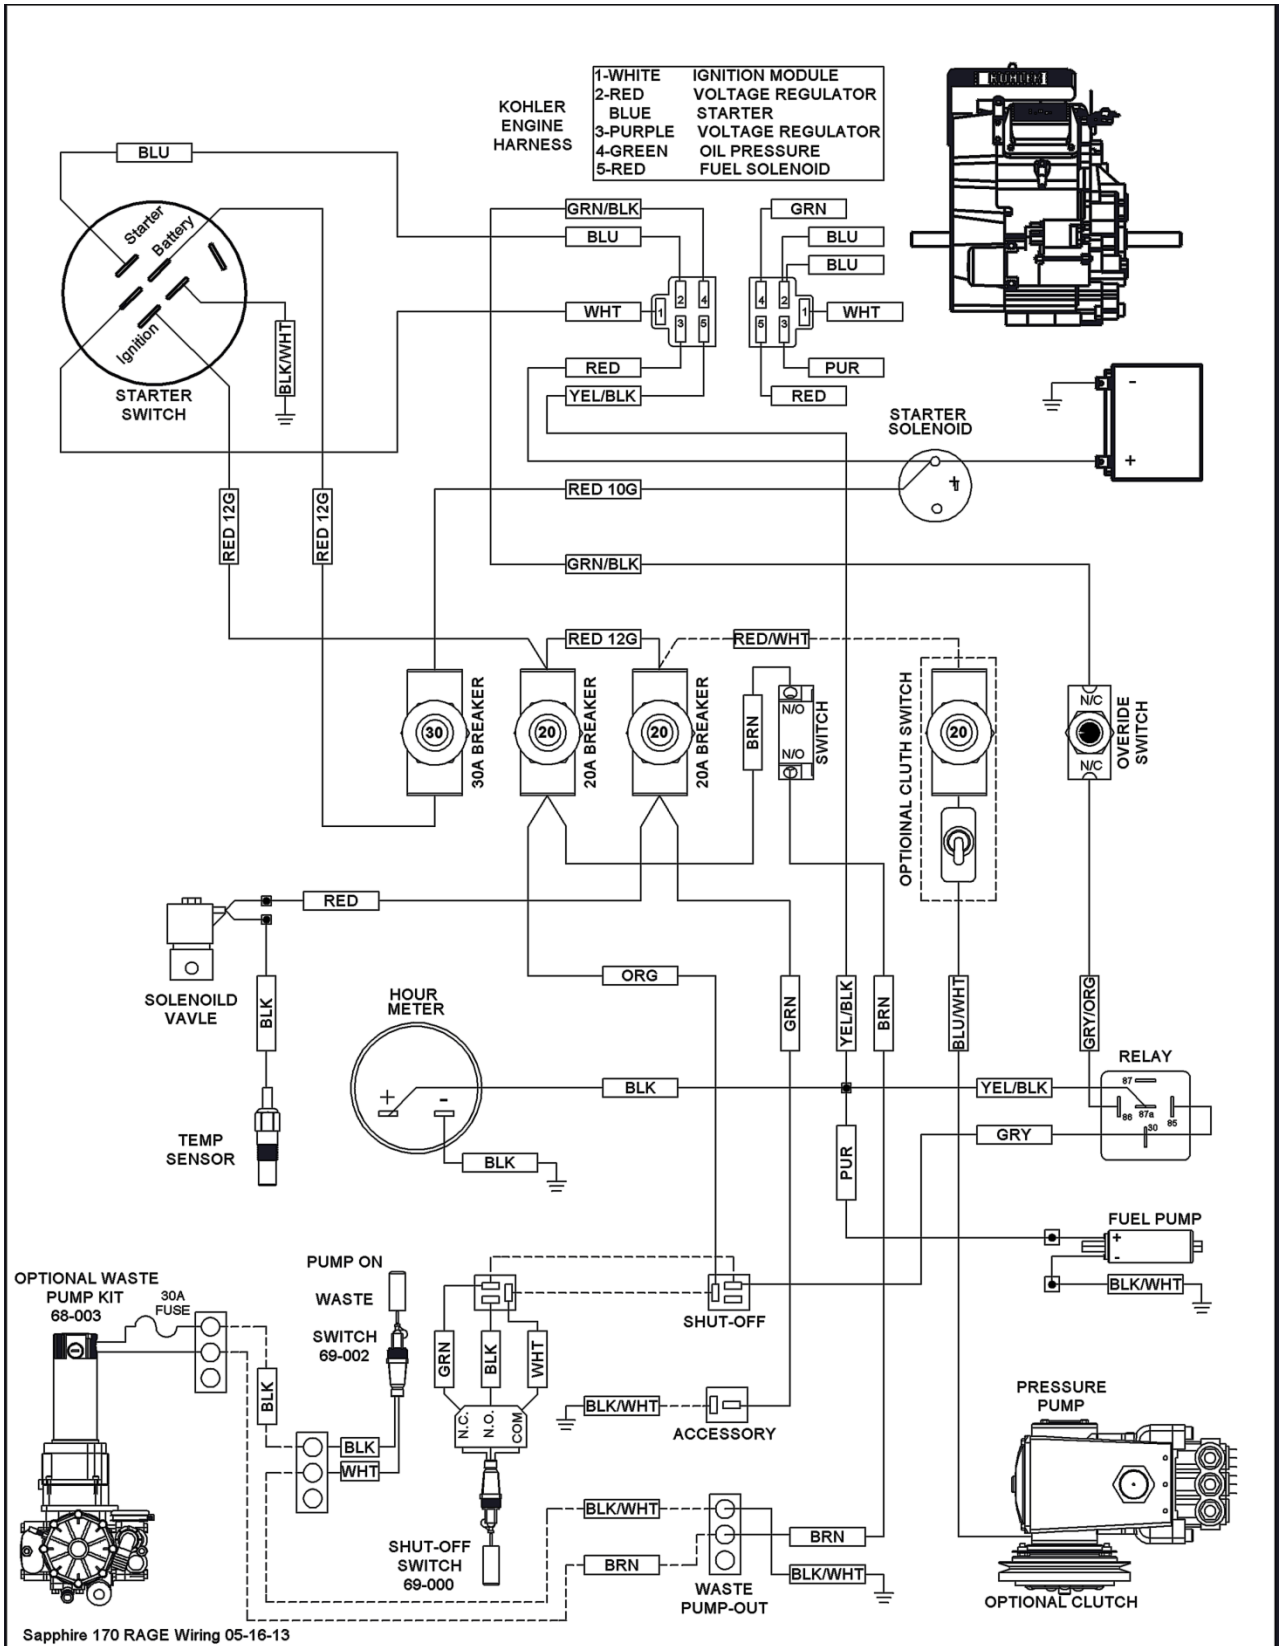 KOHLER
ENGINE
HARNESS
1-WHITE IGNITION MODULE
2-RED VOLTAGE REGULATOR
BLUE STARTER
3-PURPLE VOLTAGE REGULATOR
4-GREEN OIL PRESSURE
5-RED FUEL SOLENOID
KOHLER
BLU
Starter
Battery
Ignition
STARTER
SWITCH
BLK/WHT
GRN/BLK
BLU
WHT
RED
YEL/BLK
2 4
1
3 5
GRN
BLU
BLU
WHT
PUR
RED
4 2
1
5 3
STARTER
SOLENOID
-
+
RED 12G
RED 12G
RED 10G
GRN/BLK
RED 12G
RED/WHT
30
30A BREAKER
20
20A BREAKER
20
20A BREAKER
BRN
N/O
N/O
SWITCH
OPTIOINAL CLUTH SWITCH
20
N/C
N/C
OVERIDE
SWITCH
RED
SOLENOILD
VAVLE
BLK
TEMP
SENSOR
HOUR
METER
+ -
ORG
GRN
YEL/BLK
BRN
BLU/WHT
GRY/ORG
RELAY
87
86
87a
85
30
BLK
YEL/BLK
GRY
BLK
PUR
FUEL PUMP
+
-
BLK/WHT
OPTIONAL WASTE
PUMP KIT
68-003
30A
FUSE
BLK
PUMP ON
WASTE
SWITCH
69-002
BLK
WHT
GRN
BLK
WHT
N.C.
N.O.
COM
SHUT-OFF
SWITCH
69-000
SHUT-OFF
BLK/WHT
ACCESSORY
BLK/WHT
BRN
BRN
BLK/WHT
WASTE
PUMP-OUT
PRESSURE
PUMP
OPTIONAL CLUTCH
Sapphire 170 RAGE Wiring 05-16-13